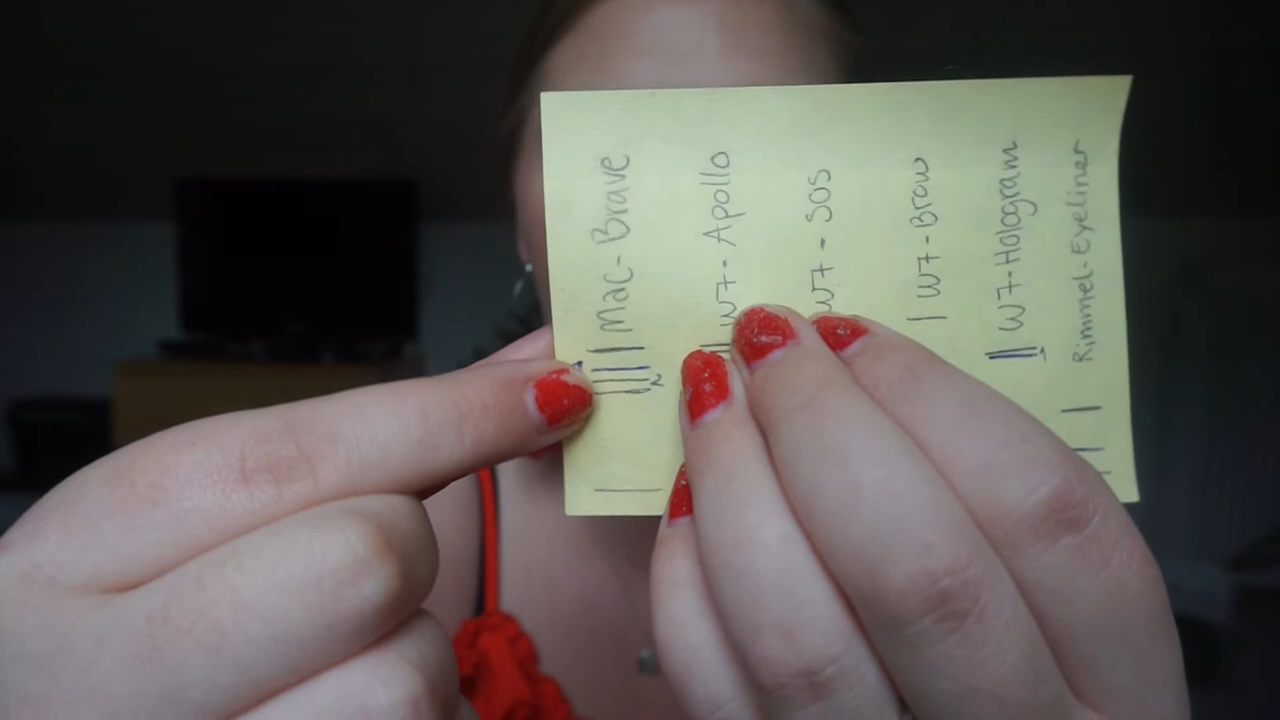 Mac - Brave
W7 - Apollo
W7 - SOS
W7 - Brow
W7 - Hologram
Rimmel - Eyeliner